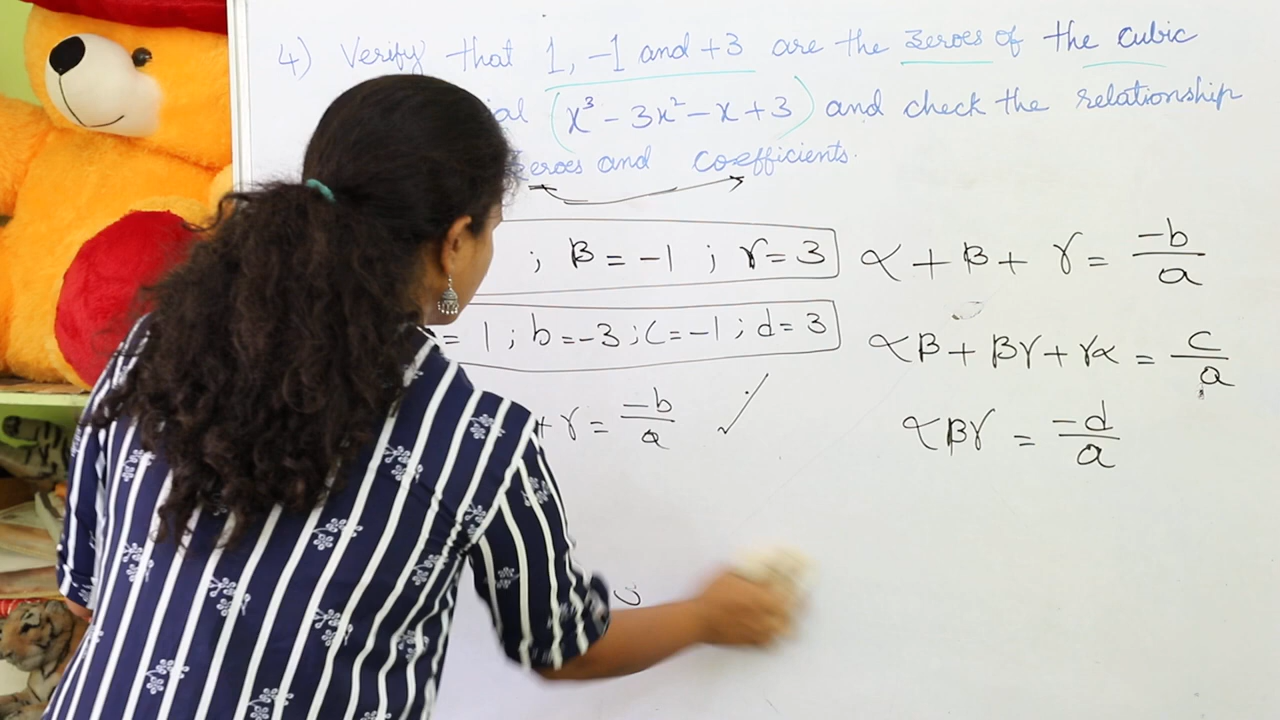 4) Verify that 1, -1 and +3 are the zeroes of the cubic
ial (x³ - 3x² - x + 3) and check the relationship
eroes and coefficients.
; β = -1 ; γ = 3
α + β + γ = -b/a
= 1 ; b = -3 ; c = -1 ; d = 3
αβ + βγ + γα = c/a
+ γ = -b/a ✓
αβγ = -d/a